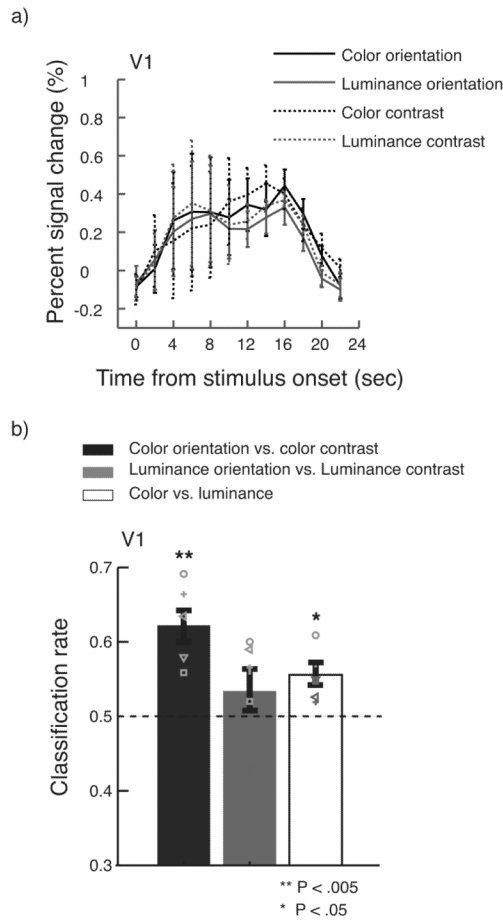 a)
V1
Color orientation
Luminance orientation
Color contrast
Luminance contrast
Percent signal change (%)
1
0.8
0.6
0.4
0.2
0
-0.2
0 4 8 12 16 20 24
Time from stimulus onset (sec)
b)
Color orientation vs. color contrast
Luminance orientation vs. Luminance contrast
Color vs. luminance
V1
**
*
Classification rate
0.7
0.6
0.5
0.4
0.3
** P < .005
* P < .05